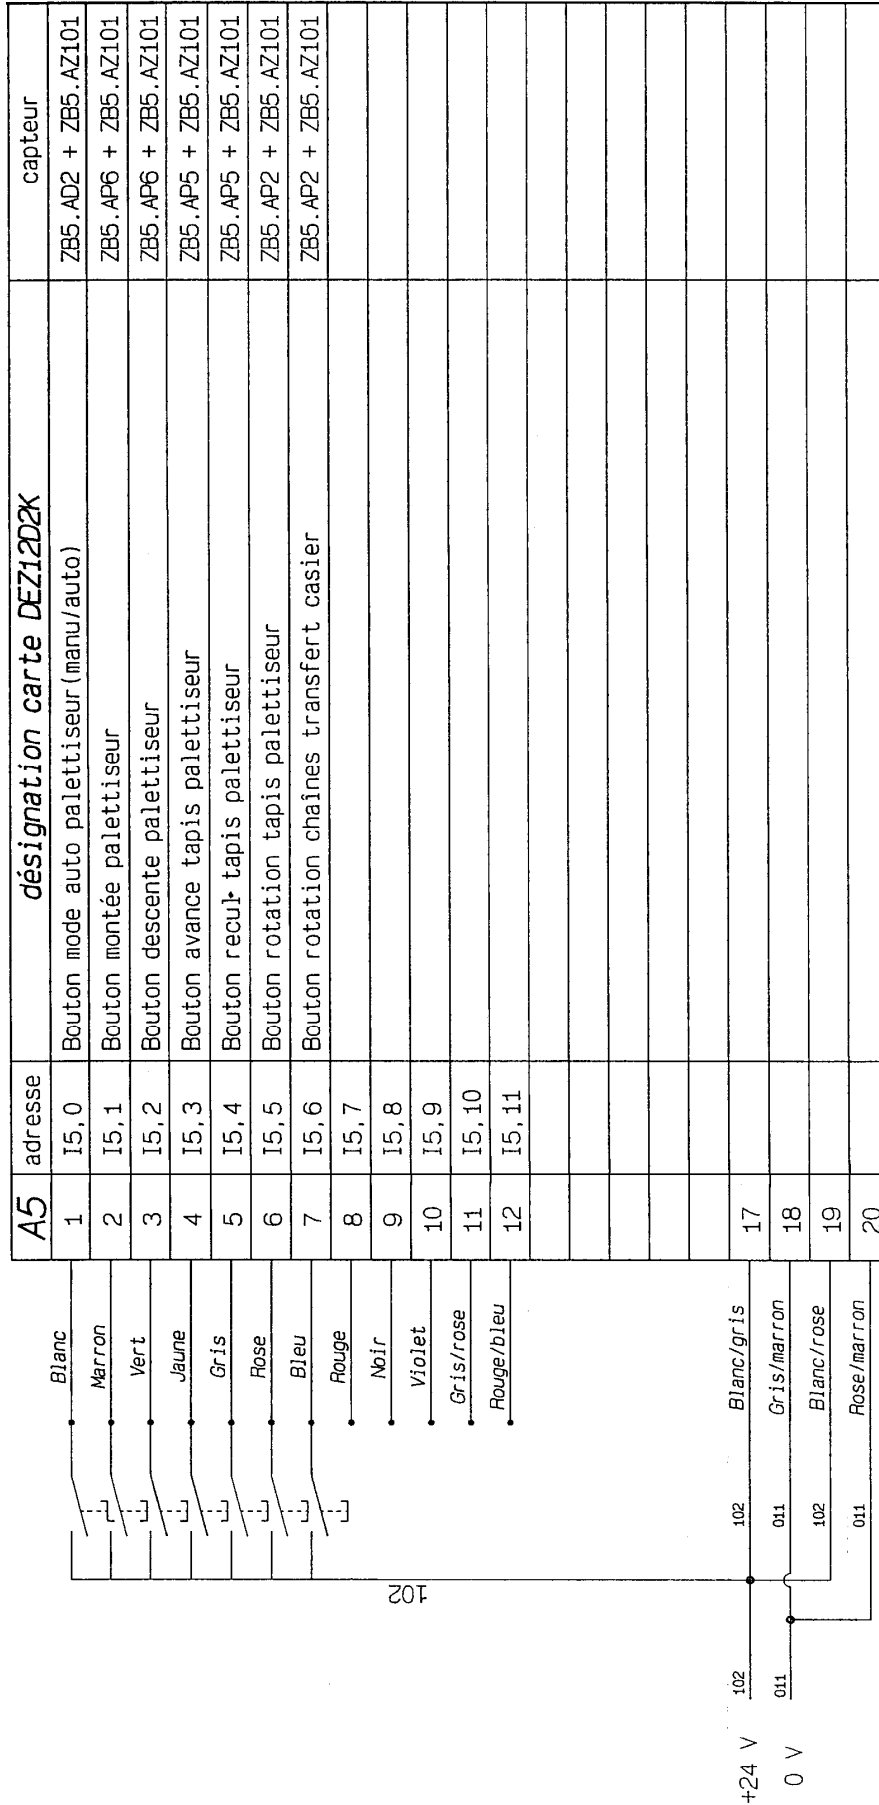 A5 adresse désignation carte DEZ12D2K capteur
Blanc 1 I5,0 Bouton mode auto palettiseur(manu/auto) ZB5.AD2 + ZB5.AZ101
Marron 2 I5,1 Bouton montée palettiseur ZB5.AP6 + ZB5.AZ101
Vert 3 I5,2 Bouton descente palettiseur ZB5.AP6 + ZB5.AZ101
Jaune 4 I5,3 Bouton avance tapis palettiseur ZB5.AP5 + ZB5.AZ101
Gris 5 I5,4 Bouton recul tapis palettiseur ZB5.AP5 + ZB5.AZ101
Rose 6 I5,5 Bouton rotation tapis palettiseur ZB5.AP2 + ZB5.AZ101
Bleu 7 I5,6 Bouton rotation chaînes transfert casier ZB5.AP2 + ZB5.AZ101
Rouge 8 I5,7
Noir 9 I5,8
Violet 10 I5,9
Gris/rose 11 I5,10
Rouge/bleu 12 I5,11
102
+24 V 102 102 Blanc/gris 17
0 V 011 011 Gris/marron 18
102 Blanc/rose 19
011 Rose/marron 20